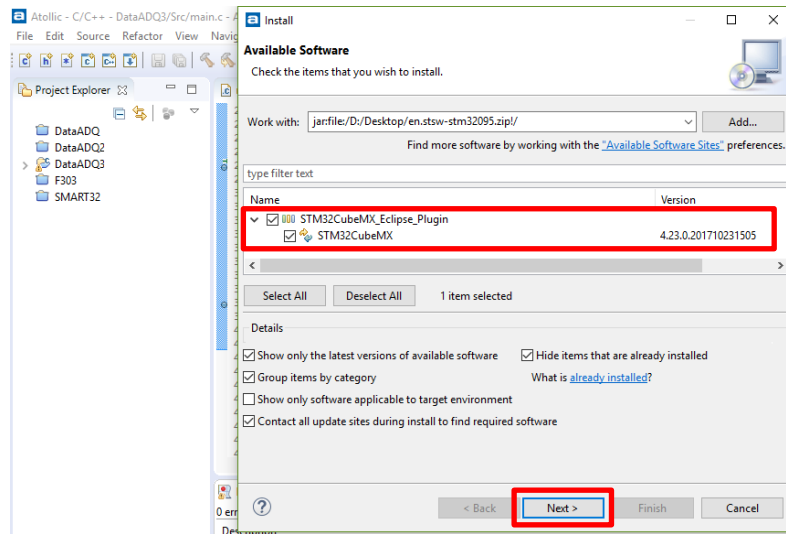 Atollic - C/C++ - DataADQ3/Src/main.c - A
File Edit Source Refactor View Navig
Project Explorer
DataADQ
DataADQ2
DataADQ3
F303
SMART32
0 err
Install
Available Software
Check the items that you wish to install.
Work with: jar:file:/D:/Desktop/en.stsw-stm32095.zip!/ Add...
Find more software by working with the "Available Software Sites" preferences.
type filter text
Name Version
STM32CubeMX_Eclipse_Plugin
STM32CubeMX 4.23.0.201710231505
Select All Deselect All 1 item selected
Details
Show only the latest versions of available software Hide items that are already installed
Group items by category What is already installed?
Show only software applicable to target environment
Contact all update sites during install to find required software
< Back Next > Finish Cancel